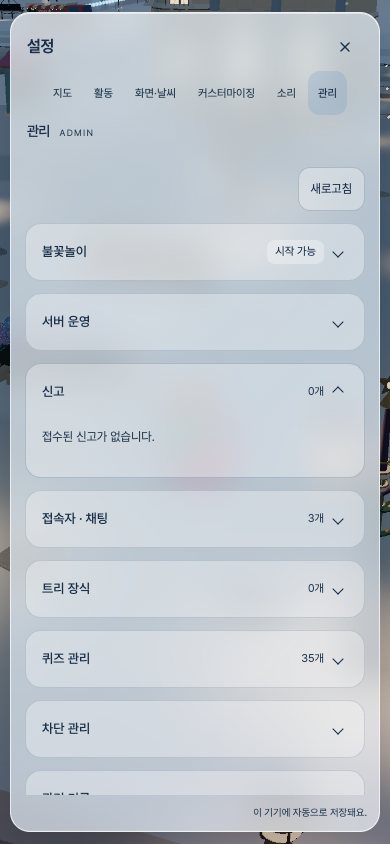 설정
지도 활동 화면·날씨 커스터마이징 소리 관리
관리 ADMIN
새로고침
불꽃놀이 시작 가능
서버 운영
신고 0개
접수된 신고가 없습니다.
접속자 · 채팅 3개
트리 장식 0개
퀴즈 관리 35개
차단 관리
이 기기에 자동으로 저장돼요.